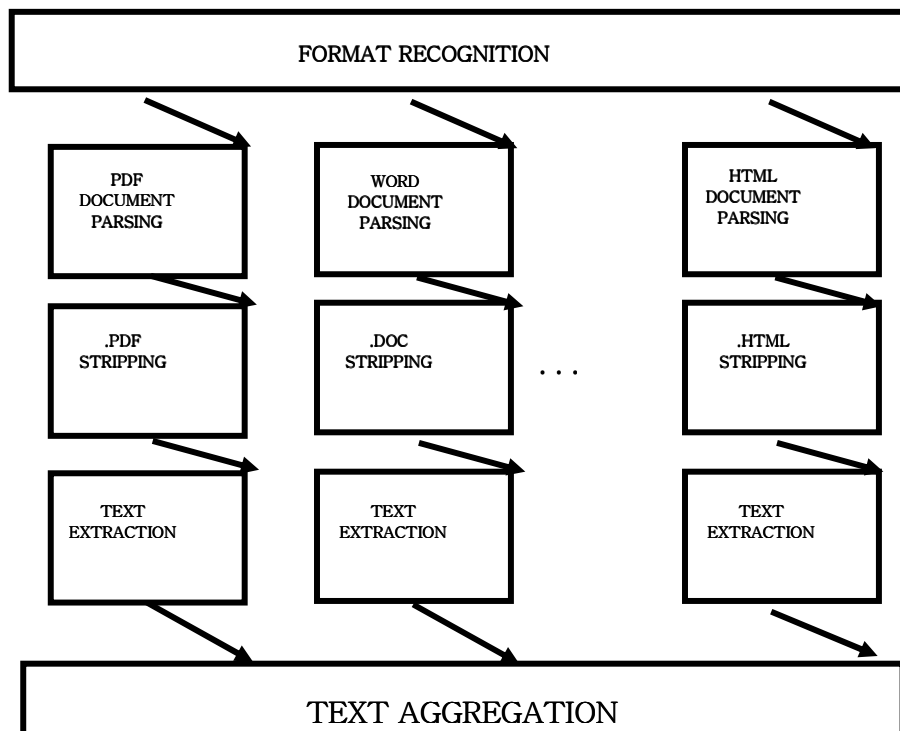 FORMAT RECOGNITION
PDF
DOCUMENT
PARSING
WORD
DOCUMENT
PARSING
HTML
DOCUMENT
PARSING
.PDF
STRIPPING
.DOC
STRIPPING
. . .
.HTML
STRIPPING
TEXT
EXTRACTION
TEXT
EXTRACTION
TEXT
EXTRACTION
TEXT AGGREGATION